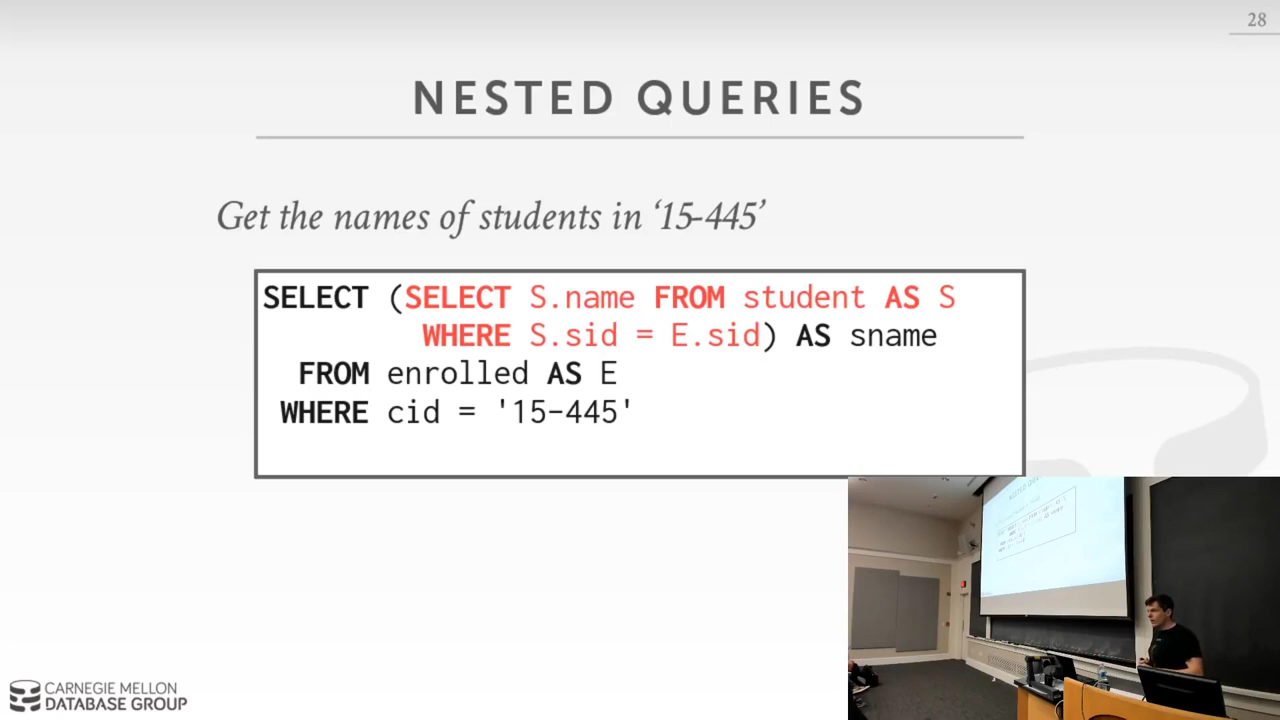 28
NESTED QUERIES
Get the names of students in ‘15-445’
SELECT (SELECT S.name FROM student AS S
WHERE S.sid = E.sid) AS sname
FROM enrolled AS E
WHERE cid = '15-445'
CARNEGIE MELLON
DATABASE GROUP